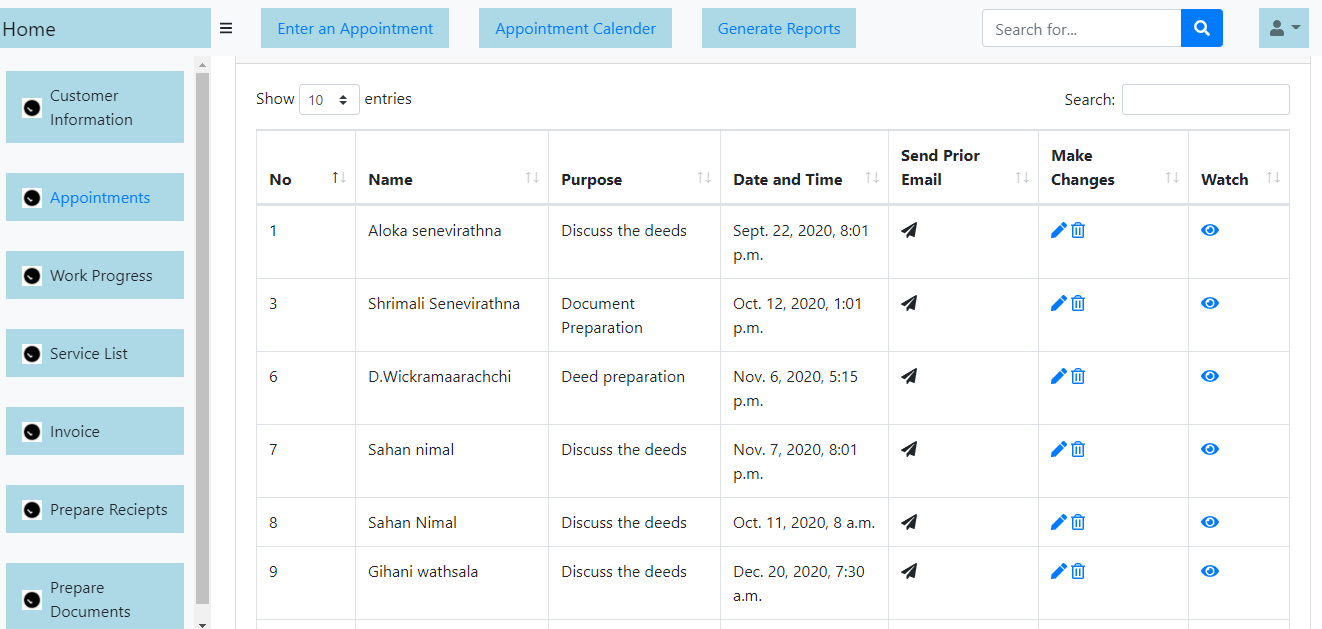 Home
Enter an Appointment
Appointment Calender
Generate Reports
Search for...
Customer
Information
Appointments
Work Progress
Service List
Invoice
Prepare Reciepts
Prepare
Documents
Show 10 entries
Search:
No Name Purpose Date and Time Send Prior Email Make Changes Watch
1 Aloka senevirathna Discuss the deeds Sept. 22, 2020, 8:01 p.m.
3 Shrimali Senevirathna Document Preparation Oct. 12, 2020, 1:01 p.m.
6 D.Wickramaarachchi Deed preparation Nov. 6, 2020, 5:15 p.m.
7 Sahan nimal Discuss the deeds Nov. 7, 2020, 8:01 p.m.
8 Sahan Nimal Discuss the deeds Oct. 11, 2020, 8 a.m.
9 Gihani wathsala Discuss the deeds Dec. 20, 2020, 7:30 a.m.